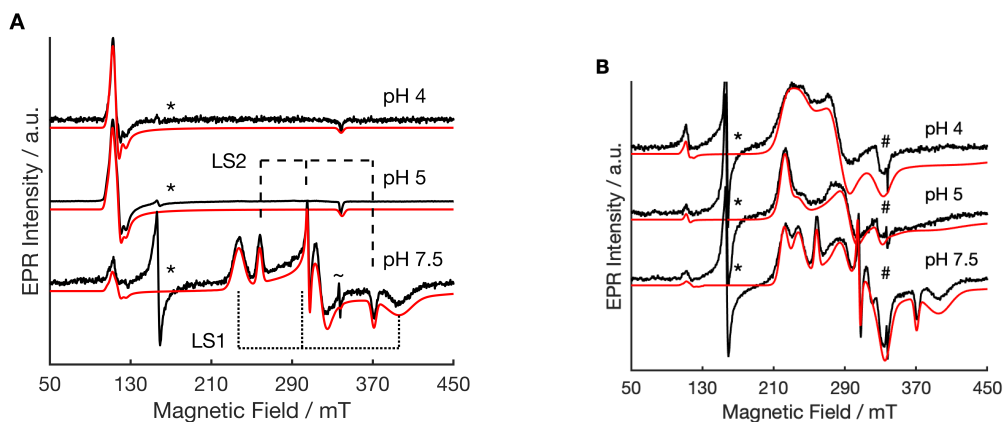 A
EPR Intensity / a.u.
*
pH 4
LS2
*
pH 5
*
~
pH 7.5
LS1
50 130 210 290 370 450
Magnetic Field / mT
B
EPR Intensity / a.u.
*
#
pH 4
*
#
pH 5
*
#
pH 7.5
50 130 210 290 370 450
Magnetic Field / mT